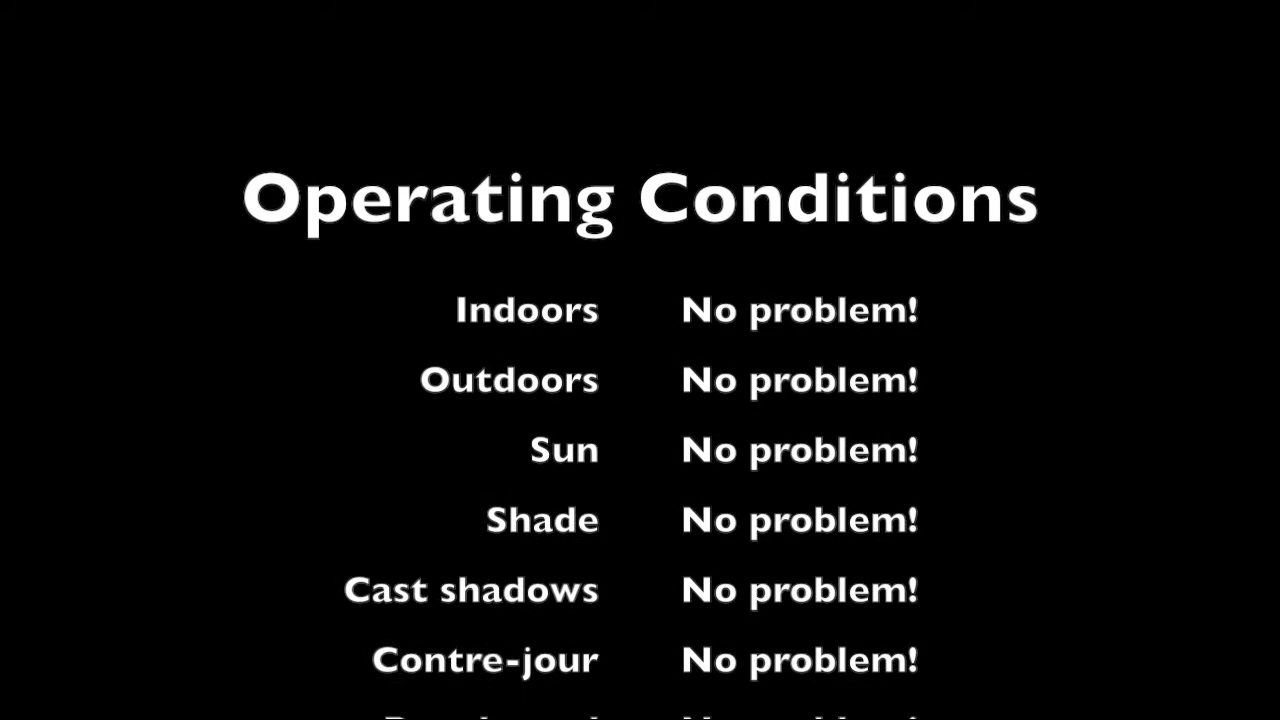 Operating Conditions
Indoors No problem!
Outdoors No problem!
Sun No problem!
Shade No problem!
Cast shadows No problem!
Contre-jour No problem!